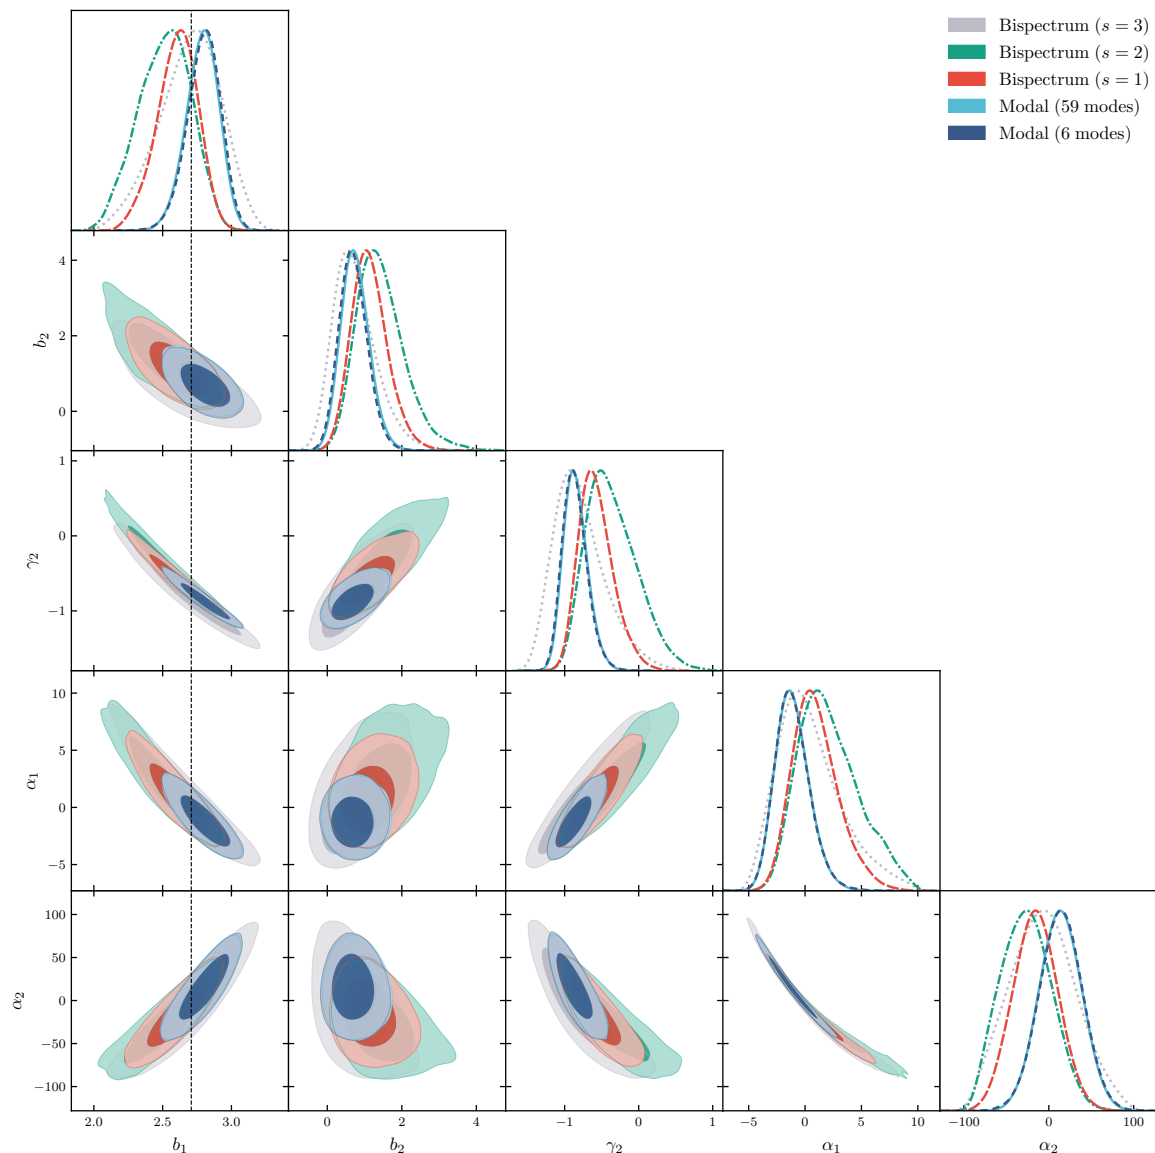 Bispectrum (s = 3)
Bispectrum (s = 2)
Bispectrum (s = 1)
Modal (59 modes)
Modal (6 modes)
4
2
0
b₂
1
0
−1
γ₂
10
5
0
−5
α₁
100
50
0
−50
−100
α₂
2.0 2.5 3.0 0 2 4 −1 0 1 −5 0 5 10 −100 0 100
b₁ b₂ γ₂ α₁ α₂